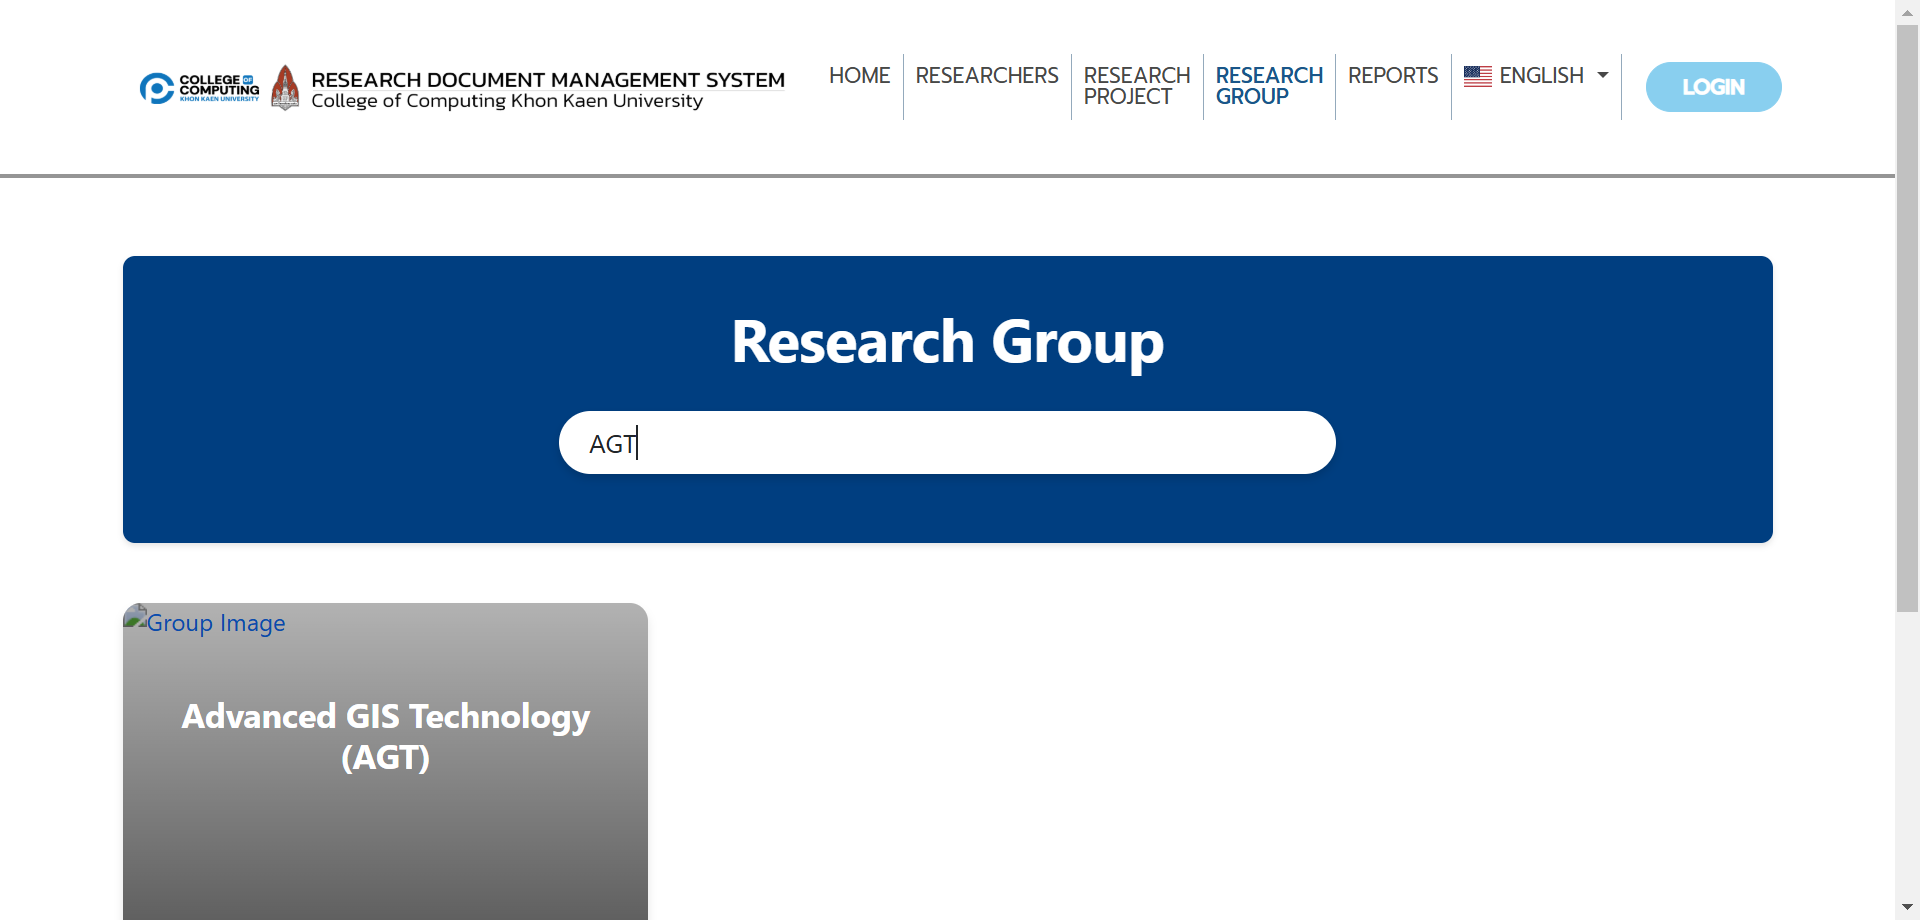 COLLEGE OF
COMPUTING
KHON KAEN UNIVERSITY
RESEARCH DOCUMENT MANAGEMENT SYSTEM
College of Computing Khon Kaen University
HOME
RESEARCHERS
RESEARCH
PROJECT
RESEARCH
GROUP
REPORTS
ENGLISH
LOGIN
Research Group
AGT
Group Image
Advanced GIS Technology
(AGT)